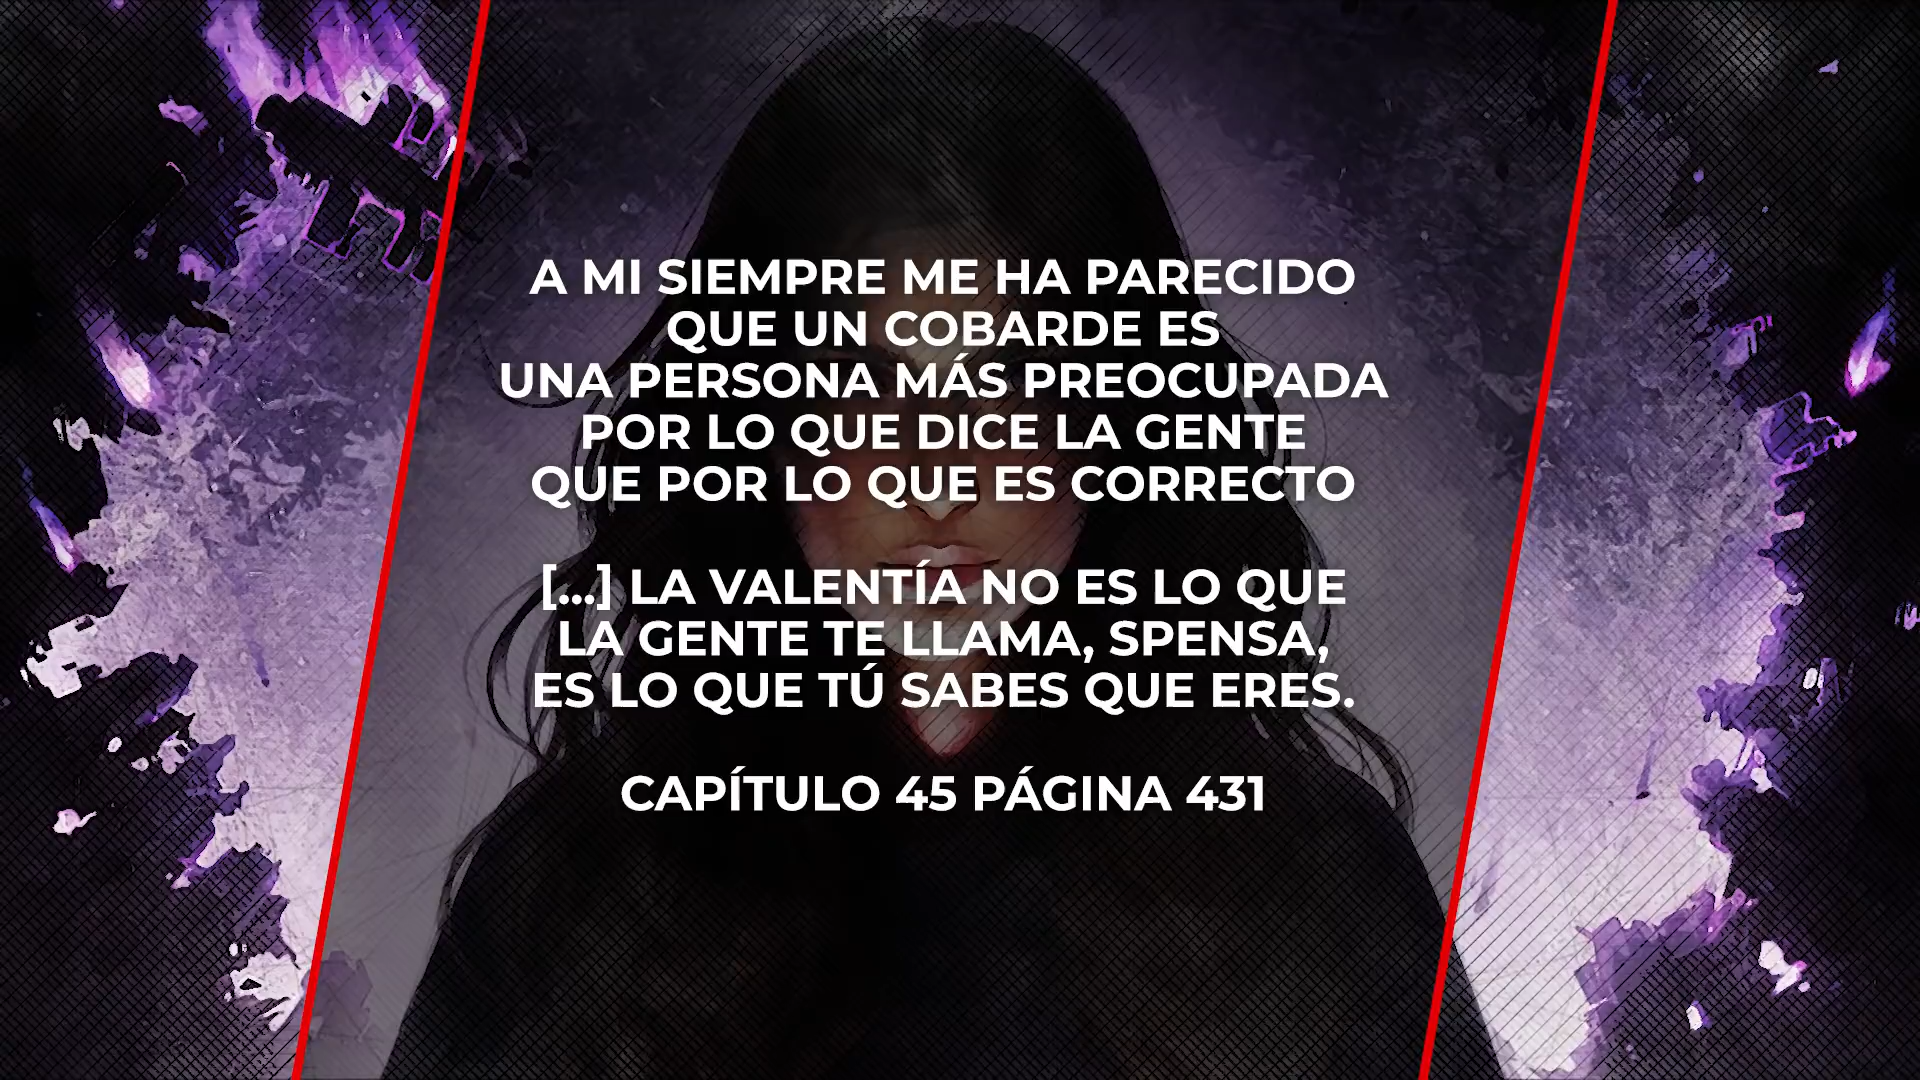 A MI SIEMPRE ME HA PARECIDO
QUE UN COBARDE ES
UNA PERSONA MÁS PREOCUPADA
POR LO QUE DICE LA GENTE
QUE POR LO QUE ES CORRECTO
[...] LA VALENTÍA NO ES LO QUE
LA GENTE TE LLAMA, SPENSA,
ES LO QUE TÚ SABES QUE ERES.
CAPÍTULO 45 PÁGINA 431